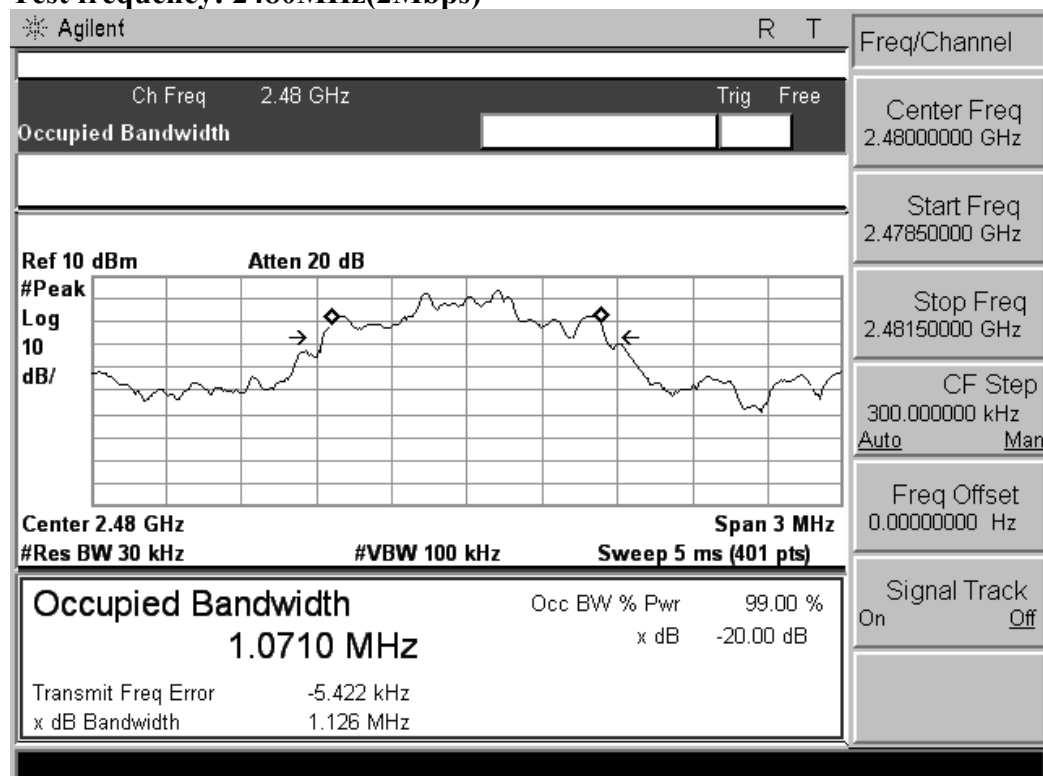 Test frequency: 2480MHz(2Mbps)
Agilent R T
Freq/Channel
Ch Freq 2.48 GHz Trig Free
Occupied Bandwidth
Center Freq
2.48000000 GHz
Start Freq
2.47850000 GHz
Ref 10 dBm Atten 20 dB
#Peak
Log
10
dB/
Stop Freq
2.48150000 GHz
CF Step
300.000000 kHz
Auto Man
Freq Offset
0.00000000 Hz
Center 2.48 GHz Span 3 MHz
#Res BW 30 kHz #VBW 100 kHz Sweep 5 ms (401 pts)
Signal Track
On Off
Occupied Bandwidth
1.0710 MHz
Occ BW % Pwr 99.00 %
x dB -20.00 dB
Transmit Freq Error -5.422 kHz
x dB Bandwidth 1.126 MHz